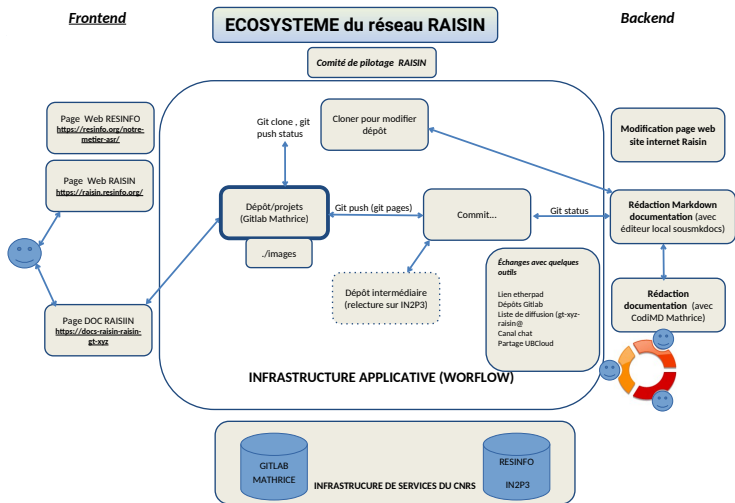 Frontend
ECOSYSTEME du réseau RAISIN
Backend
Comité de pilotage RAISIN
Page Web RESINFO
https://resinfo.org/notre-
metier-asr/
Page Web RAISIN
https://raisin.resinfo.org/
Page DOC RAISIIN
https://docs-raisin-raisin-
gt-xyz
Git clone , git
push status
Cloner pour modifier
dépôt
Dépôt/projets
(Gitlab Mathrice)
./images
Git push (git pages)
Commit...
Git status
Dépôt intermédiaire
(relecture sur IN2P3)
Échanges avec quelques
outils
Lien etherpad
Dépôts Gitlab
Liste de diffusion (gt-xyz-
raisin@
Canal chat
Partage UBCloud
Modification page web
site internet Raisin
Rédaction Markdown
documentation (avec
éditeur local sousmkdocs)
Rédaction
documentation (avec
CodiMD Mathrice)
INFRASTRUCTURE APPLICATIVE (WORFLOW)
GITLAB
MATHRICE
INFRASTRUCURE DE SERVICES DU CNRS
RESINFO
IN2P3